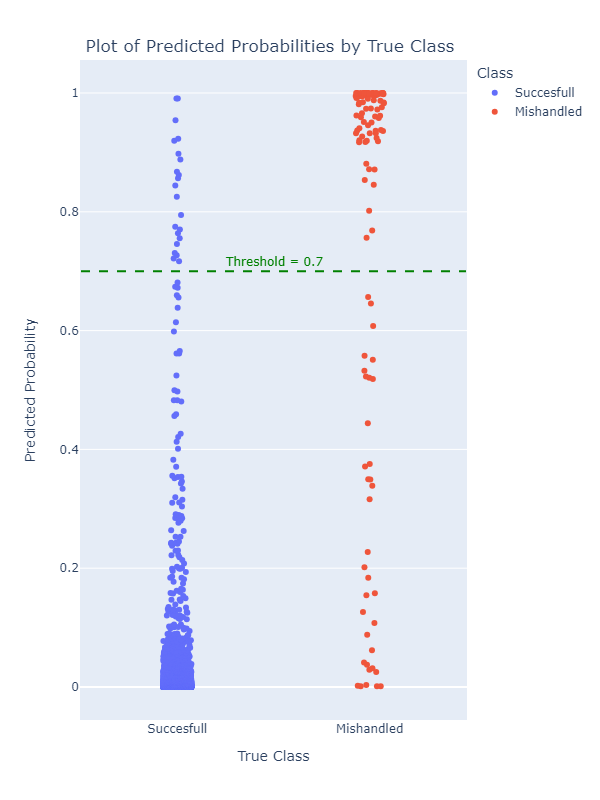 Plot of Predicted Probabilities by True Class
Class
Succesfull
Mishandled
1
0.8
Threshold = 0.7
0.6
0.4
0.2
0
Predicted Probability
Succesfull
Mishandled
True Class